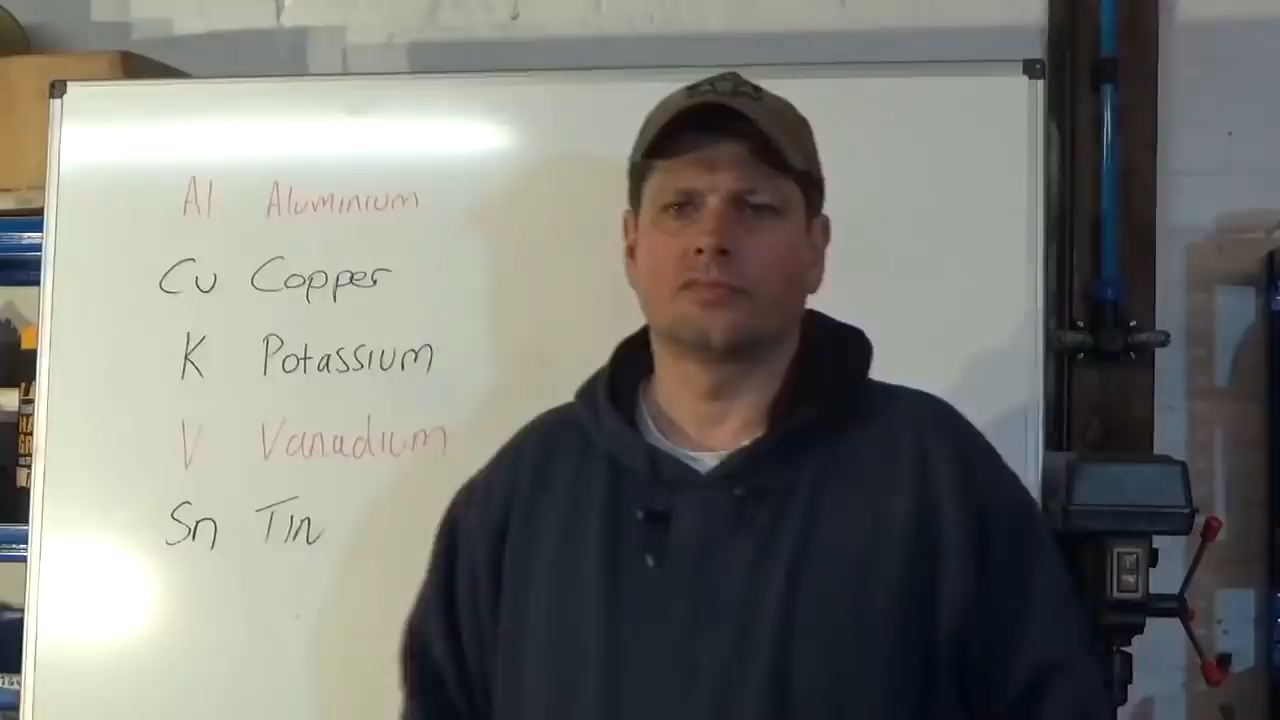 Al Aluminium
Cu Copper
K Potassium
V Vanadium
Sn Tin